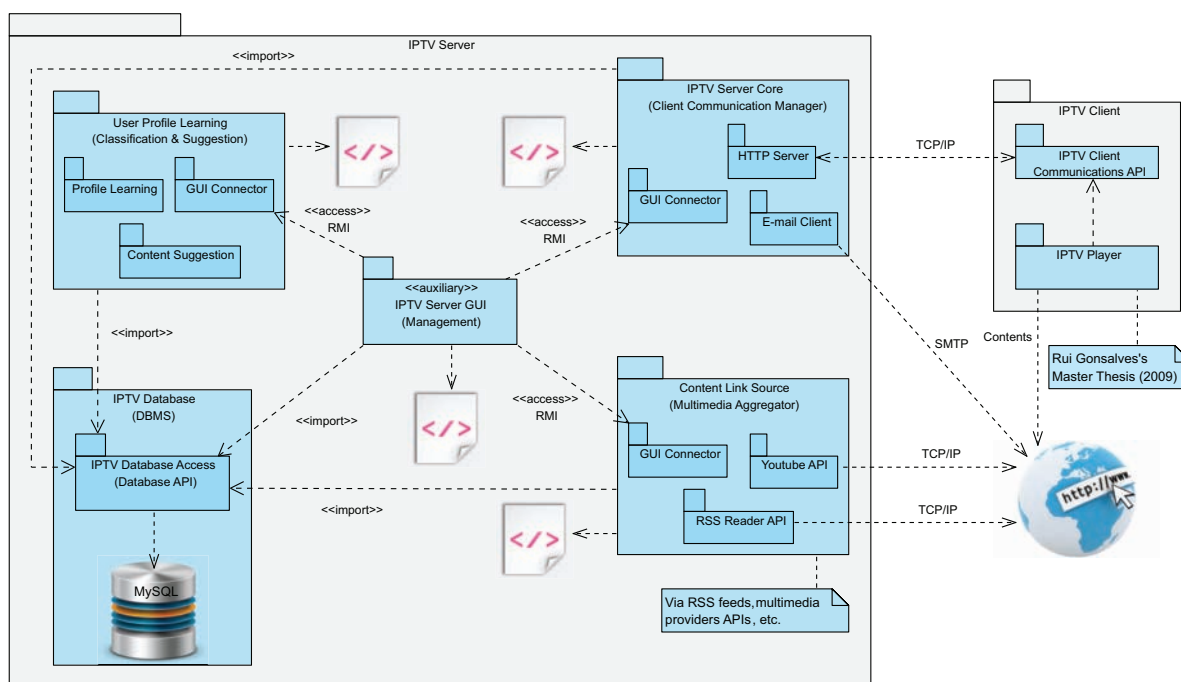 IPTV Server
<<import>>
User Profile Learning
(Classification & Suggestion)
Profile Learning
GUI Connector
Content Suggestion
</>
</>
IPTV Server Core
(Client Communication Manager)
HTTP Server
GUI Connector
E-mail Client
TCP/IP
IPTV Client
IPTV Client
Communications API
IPTV Player
<<access>>
RMI
<<access>>
RMI
<<auxiliary>>
IPTV Server GUI
(Management)
<<import>>
SMTP
Contents
Rui Gonsalves's
Master Thesis (2009)
IPTV Database
(DBMS)
IPTV Database Access
(Database API)
MySQL
<<import>>
</>
<<access>>
RMI
Content Link Source
(Multimedia Aggregator)
GUI Connector
Youtube API
RSS Reader API
TCP/IP
TCP/IP
http://www.
<<import>>
</>
Via RSS feeds,multimedia
providers APIs, etc.